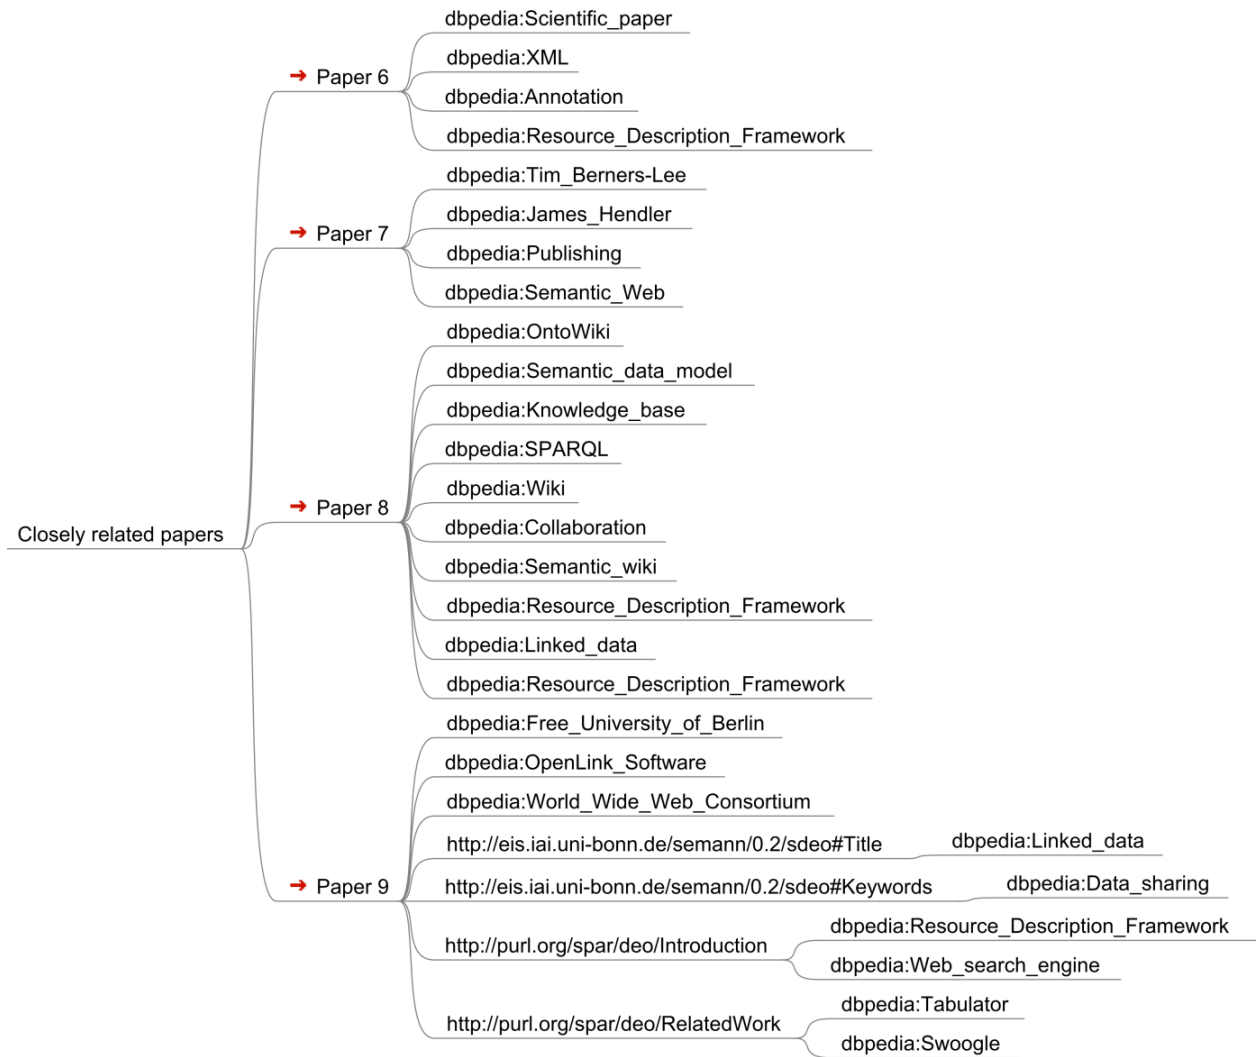 Closely related papers
Paper 6
dbpedia:Scientific_paper
dbpedia:XML
dbpedia:Annotation
dbpedia:Resource_Description_Framework
Paper 7
dbpedia:Tim_Berners-Lee
dbpedia:James_Hendler
dbpedia:Publishing
dbpedia:Semantic_Web
Paper 8
dbpedia:OntoWiki
dbpedia:Semantic_data_model
dbpedia:Knowledge_base
dbpedia:SPARQL
dbpedia:Wiki
dbpedia:Collaboration
dbpedia:Semantic_wiki
dbpedia:Resource_Description_Framework
dbpedia:Linked_data
dbpedia:Resource_Description_Framework
Paper 9
dbpedia:Free_University_of_Berlin
dbpedia:OpenLink_Software
dbpedia:World_Wide_Web_Consortium
http://eis.iai.uni-bonn.de/semann/0.2/sdeo#Title
dbpedia:Linked_data
http://eis.iai.uni-bonn.de/semann/0.2/sdeo#Keywords
dbpedia:Data_sharing
http://purl.org/spar/deo/Introduction
dbpedia:Resource_Description_Framework
dbpedia:Web_search_engine
http://purl.org/spar/deo/RelatedWork
dbpedia:Tabulator
dbpedia:Swoogle